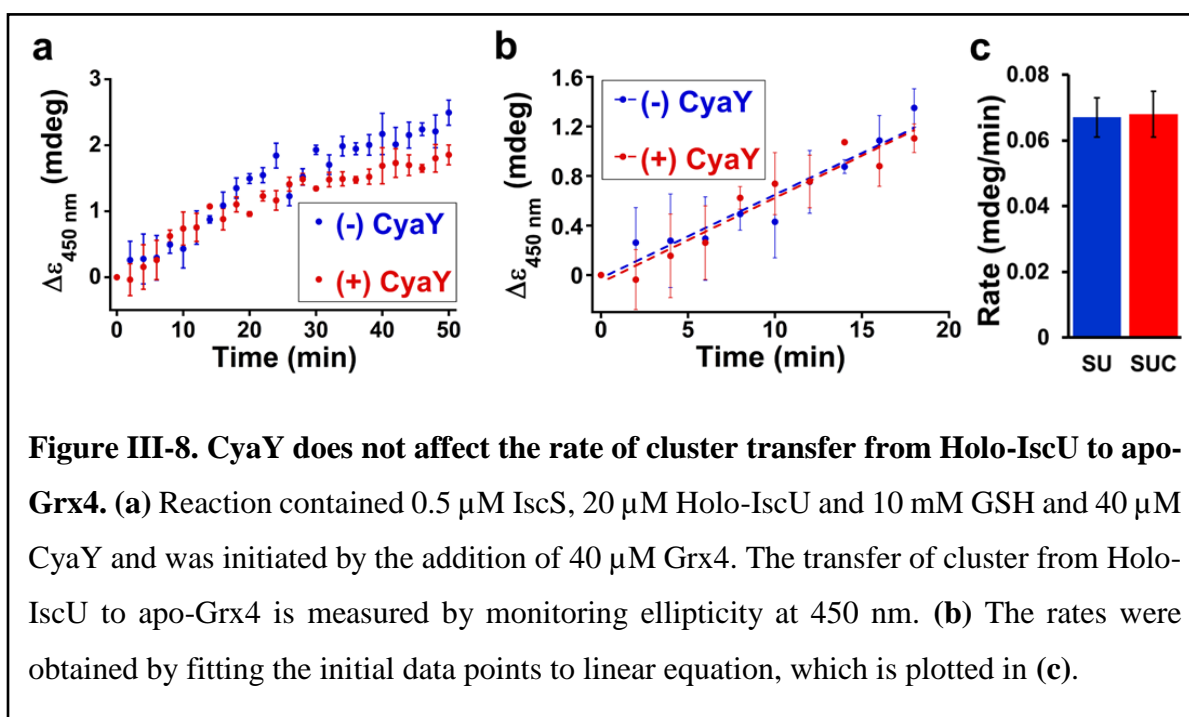 a
b
c
3
2
1
0
Δε450 nm (mdeg)
(-) CyaY
(+) CyaY
0 10 20 30 40 50
Time (min)
1.6
1.2
0.8
0.4
0
Δε450 nm (mdeg)
(-) CyaY
(+) CyaY
0 5 10 15 20
Time (min)
0.08
0.06
0.04
0.02
0
Rate (mdeg/min)
SU SUC
Figure III-8. CyaY does not affect the rate of cluster transfer from Holo-IscU to apo-
Grx4. (a) Reaction contained 0.5 µM IscS, 20 µM Holo-IscU and 10 mM GSH and 40 µM
CyaY and was initiated by the addition of 40 µM Grx4. The transfer of cluster from Holo-
IscU to apo-Grx4 is measured by monitoring ellipticity at 450 nm. (b) The rates were
obtained by fitting the initial data points to linear equation, which is plotted in (c).